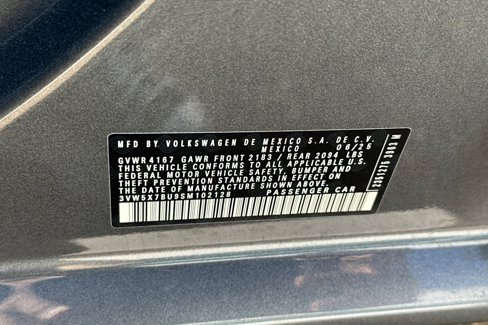 MFD BY VOLKSWAGEN DE MEXICO S.A. DE C.V.
MEXICO 06/25
GVWR 4167 GAWR FRONT 2183 / REAR 2094 LBS
THIS VEHICLE CONFORMS TO ALL APPLICABLE U.S.
FED. MOTOR VEHICLE SAFETY, BUMPER AND
THEFT PREVENTION STANDARDS IN EFFECT ON THE
DATE OF MANUFACTURE SHOWN ABOVE
3VW5X7BU9SM102128 PASSENGER CAR